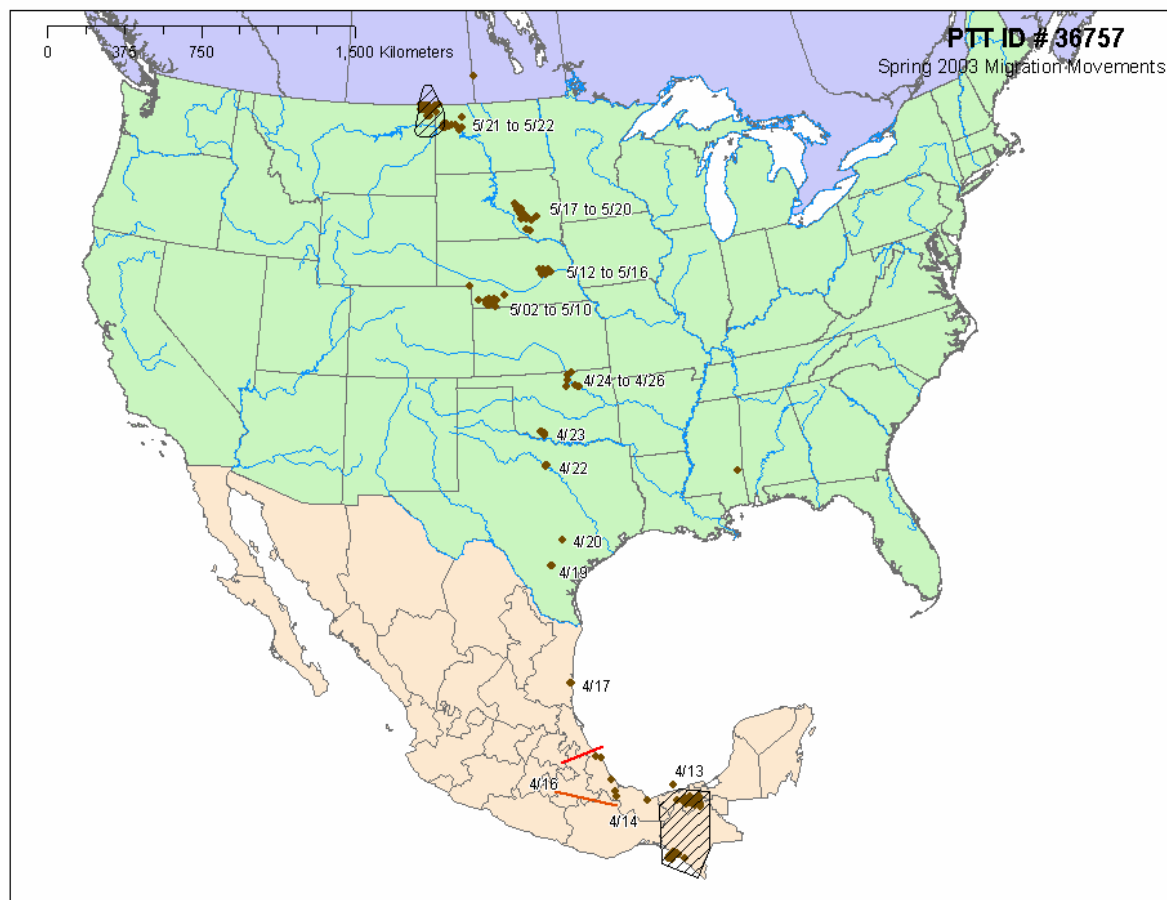 PTT ID # 36757
Spring 2003 Migration Movements
0 375 750 1,500 Kilometers
5/21 to 5/22
5/17 to 5/20
5/12 to 5/16
5/02 to 5/10
4/24 to 4/26
4/23
4/22
4/20
4/19
4/17
4/13
4/16
4/14